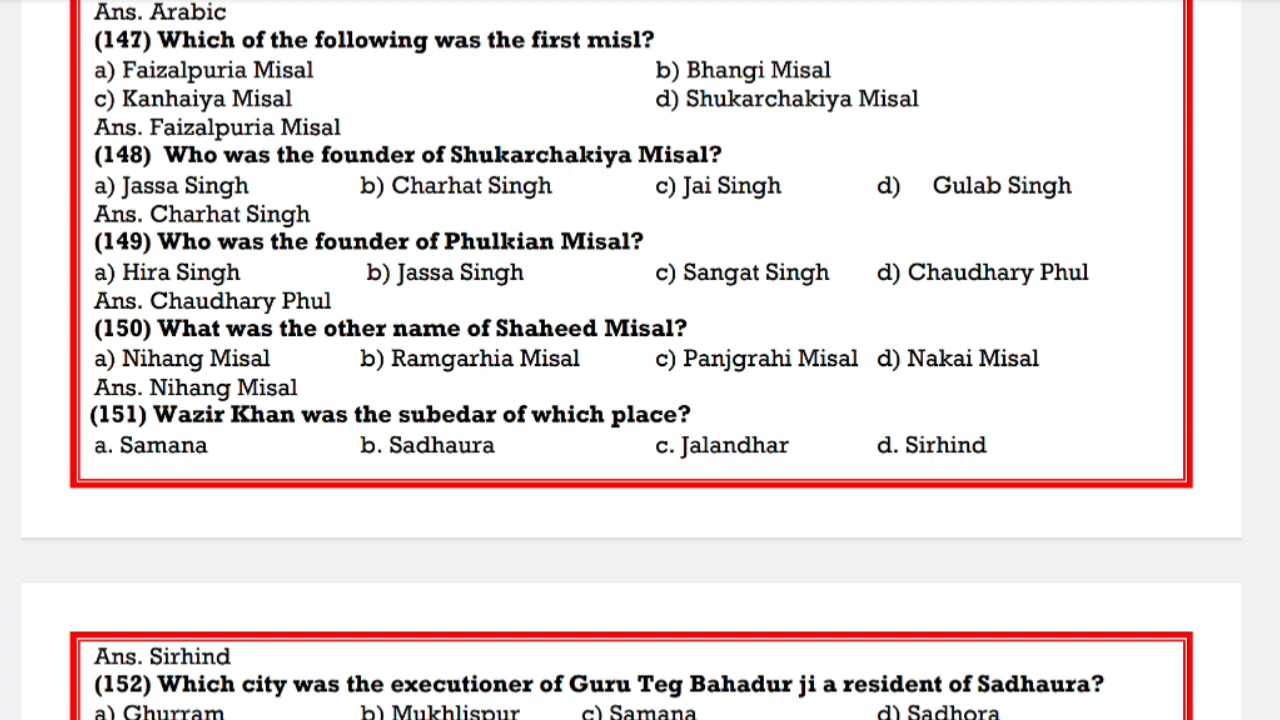 Ans. Arabic
(147) Which of the following was the first misl?
a) Faizalpuria Misal b) Bhangi Misal
c) Kanhaiya Misal d) Shukarchakiya Misal
Ans. Faizalpuria Misal
(148) Who was the founder of Shukarchakiya Misal?
a) Jassa Singh b) Charhat Singh c) Jai Singh d) Gulab Singh
Ans. Charhat Singh
(149) Who was the founder of Phulkian Misal?
a) Hira Singh b) Jassa Singh c) Sangat Singh d) Chaudhary Phul
Ans. Chaudhary Phul
(150) What was the other name of Shaheed Misal?
a) Nihang Misal b) Ramgarhia Misal c) Panjgrahi Misal d) Nakai Misal
Ans. Nihang Misal
(151) Wazir Khan was the subedar of which place?
a. Samana b. Sadhaura c. Jalandhar d. Sirhind
Ans. Sirhind
(152) Which city was the executioner of Guru Teg Bahadur ji a resident of Sadhaura?
a) Ghurram b) Mukhlispur c) Samana d) Sadhora